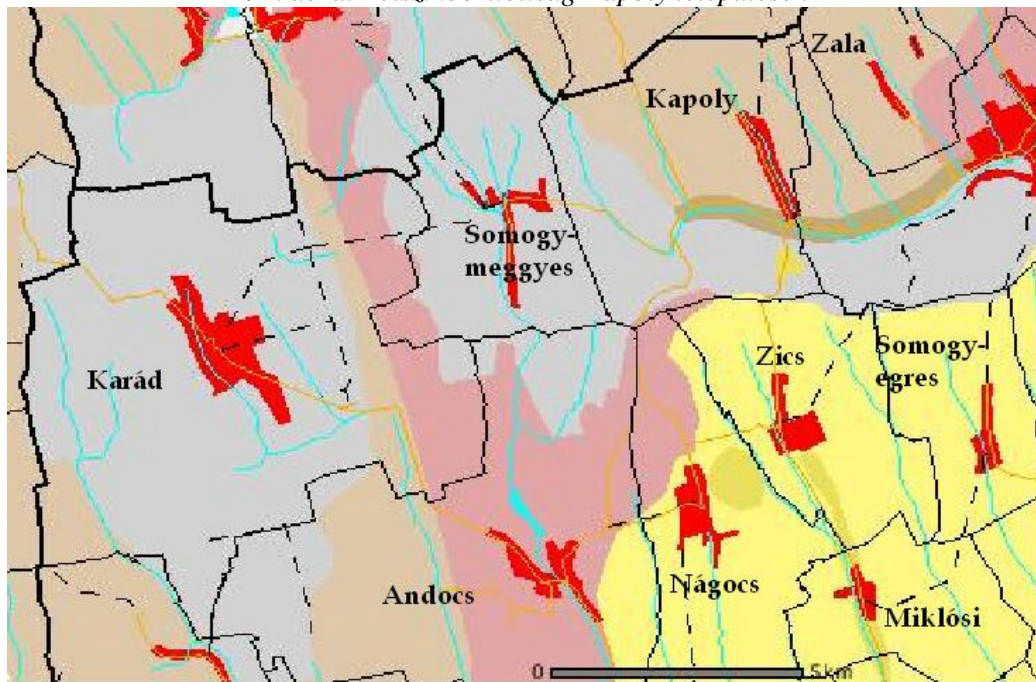 Zala
Kapoly
Somogy-
meggyes
Karád
Zics
Somogy-
egres
Andocs
Nágocs
Miklósi
0 5km